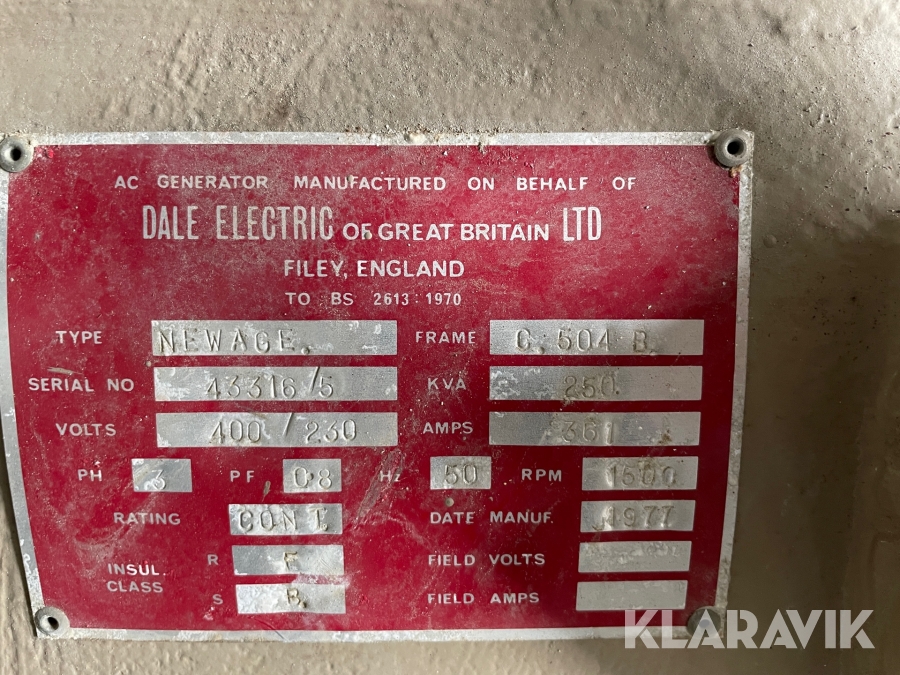 AC GENERATOR MANUFACTURED ON BEHALF OF
DALE ELECTRIC OF GREAT BRITAIN LTD
FILEY, ENGLAND
TO BS 2613:1970
TYPE NEWAGE. FRAME C. 504 B.
SERIAL NO 43316/5 KVA 250
VOLTS 400/230 AMPS 361
PH 3 PF 0.8 Hz 50 RPM 1500
RATING CONT. DATE MANUF. 1977
INSUL. CLASS R F FIELD VOLTS
S B. FIELD AMPS
KLARAVIK